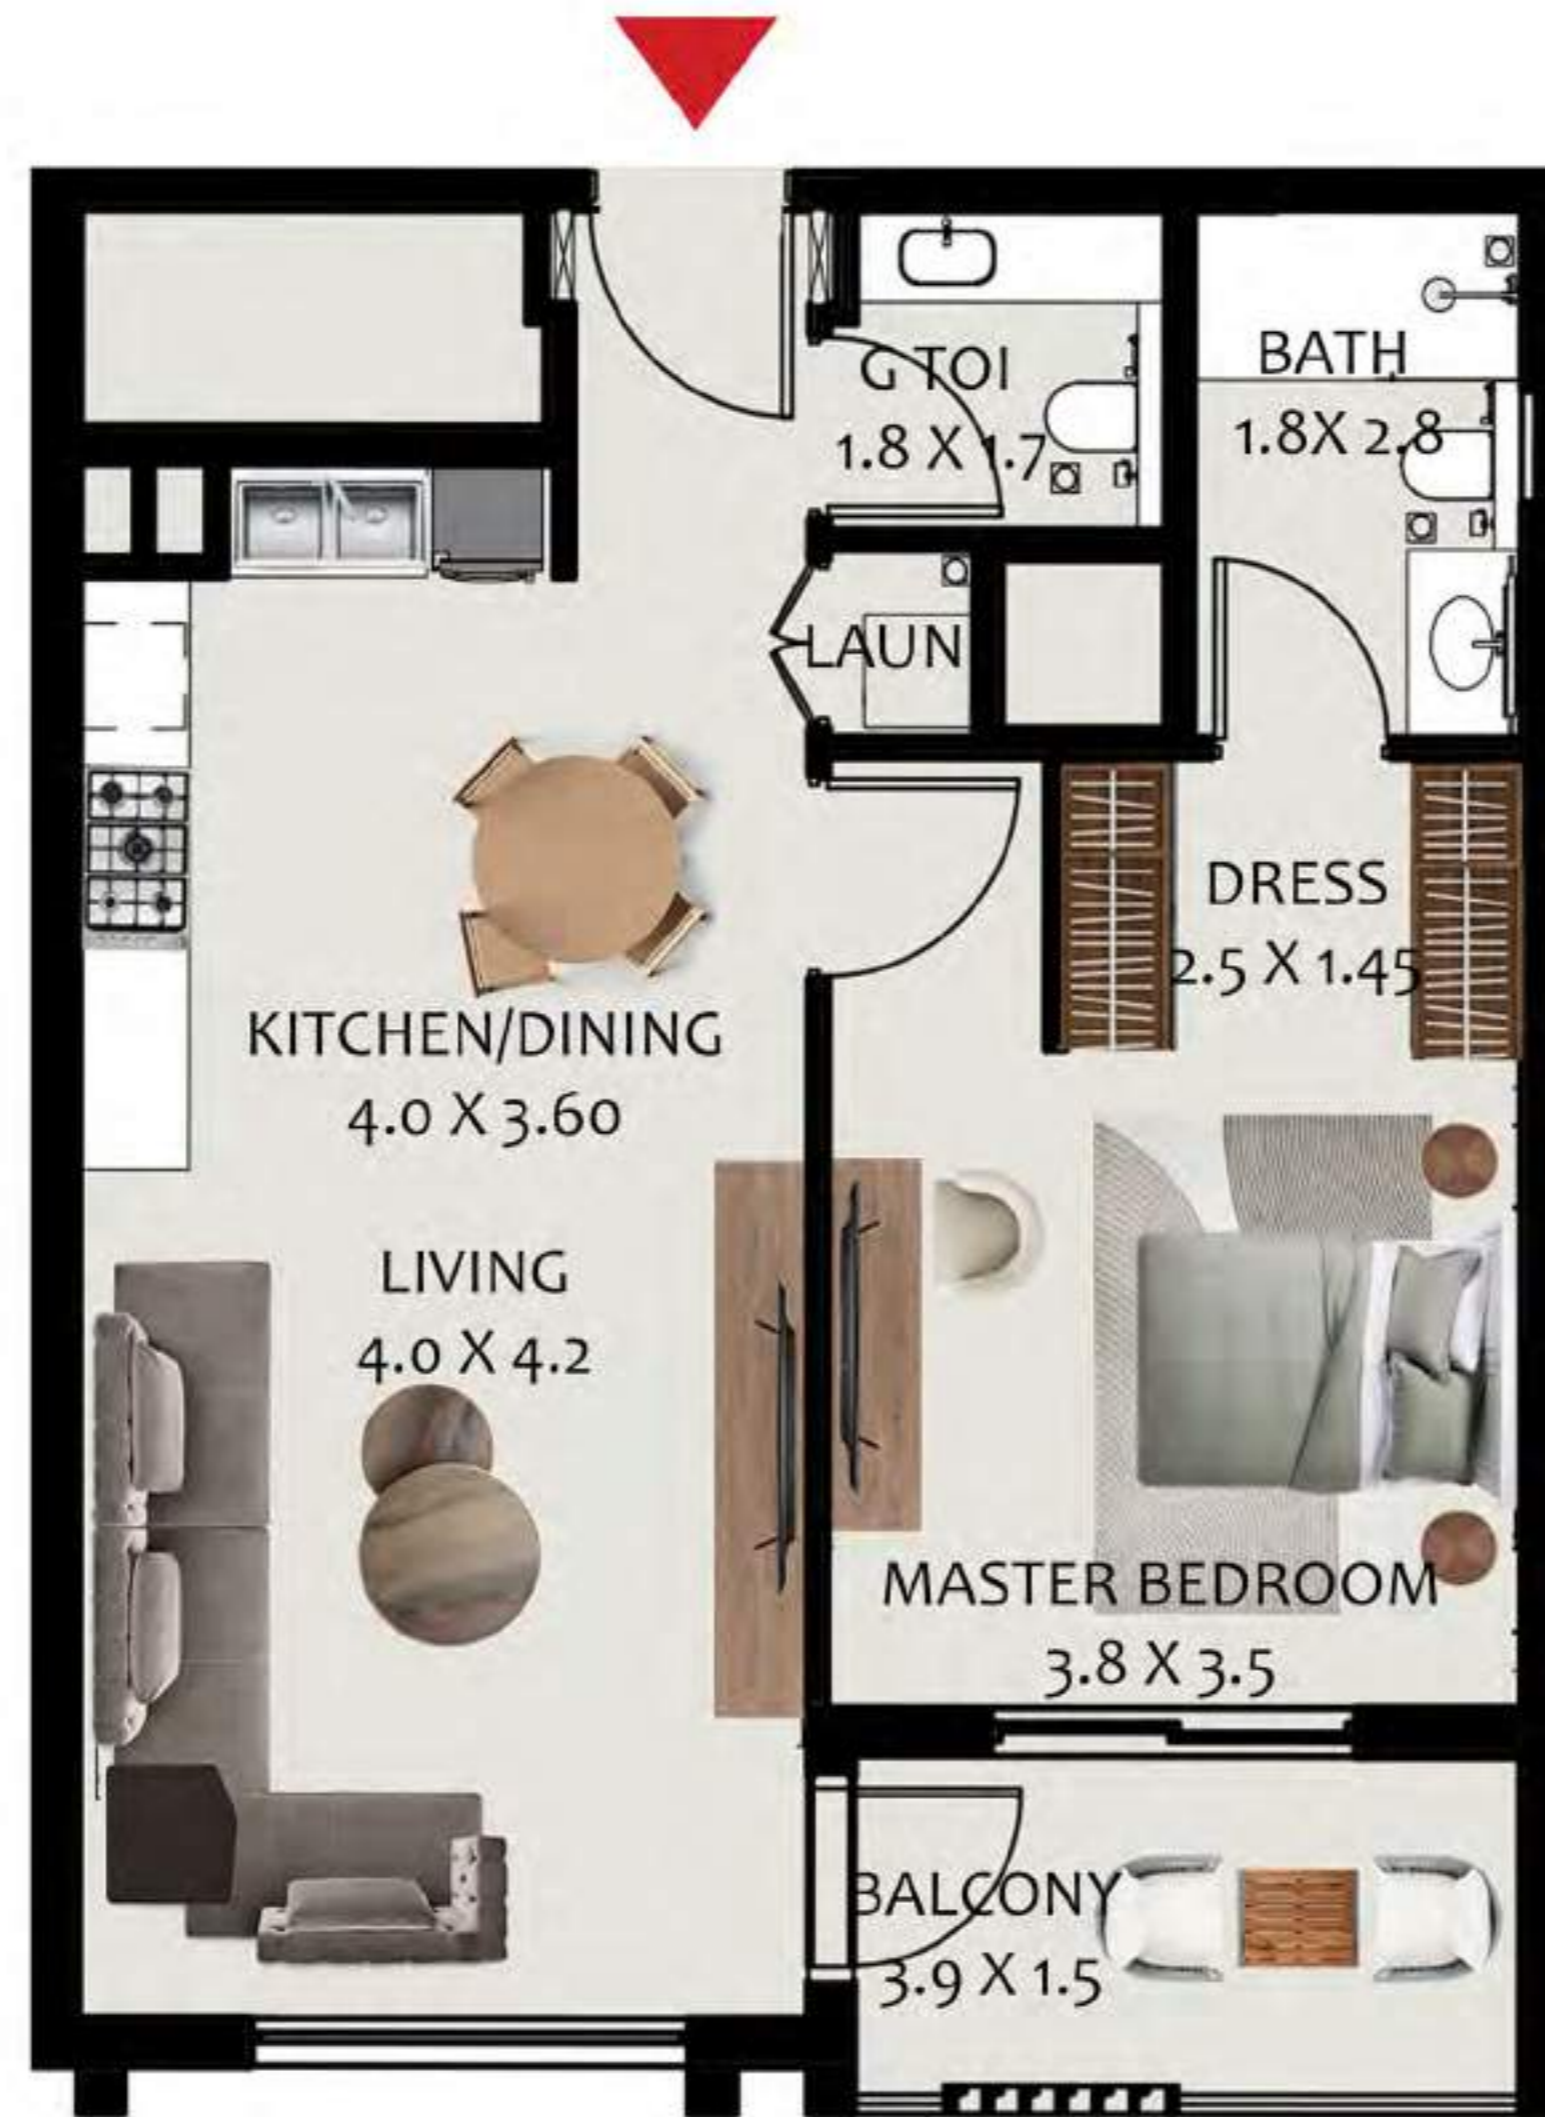 G TOI
1.8 X 1.7
BATH
1.8X 2.8
LAUN
DRESS
2.5 X 1.45
KITCHEN/DINING
4.0 X 3.60
LIVING
4.0 X 4.2
MASTER BEDROOM
3.8 X 3.5
BALCONY
3.9 X 1.5